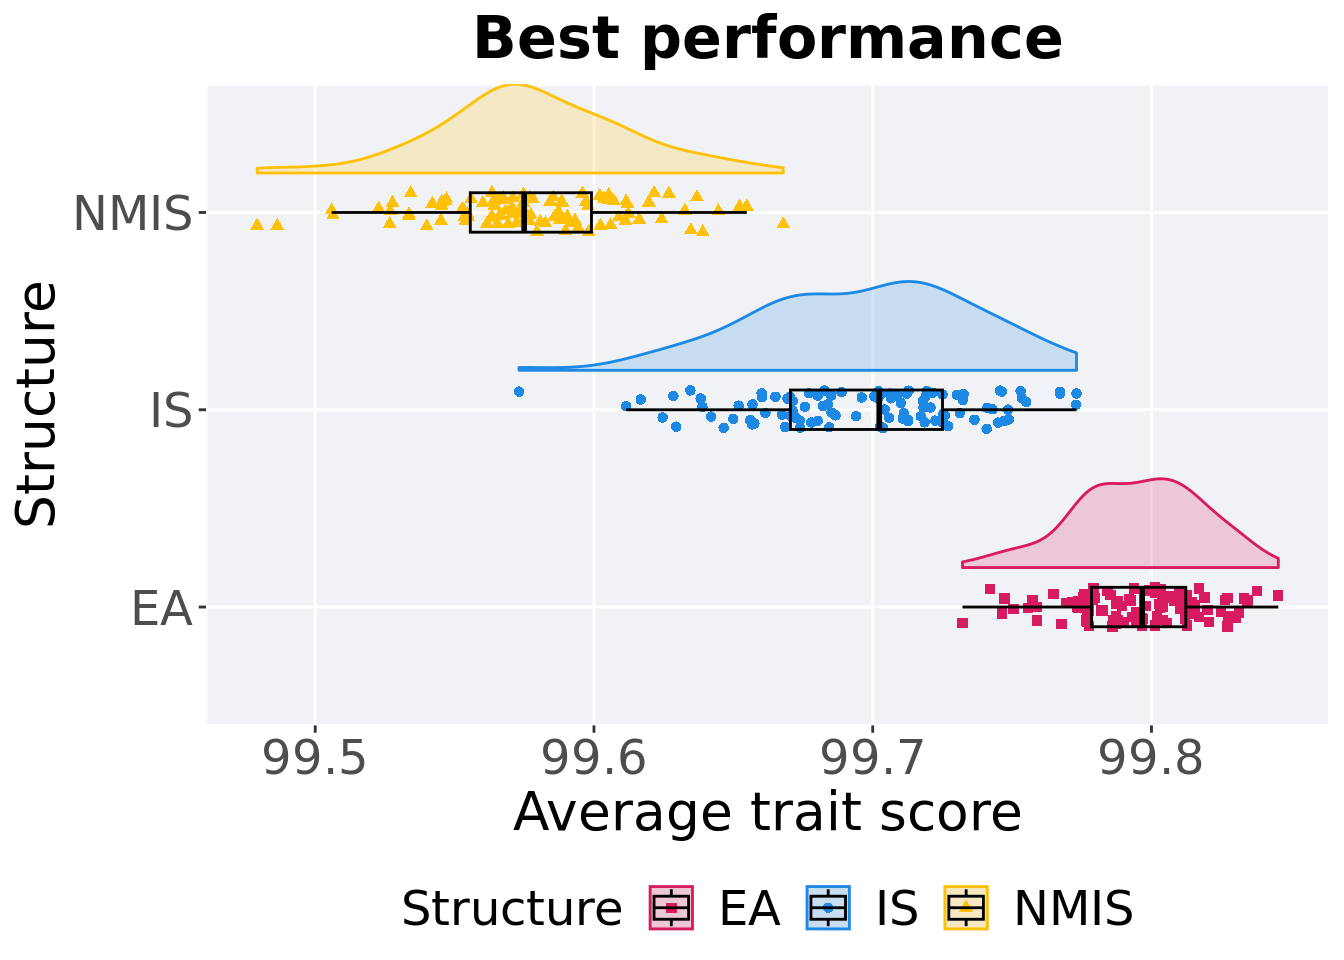 Best performance
Structure
NMIS
IS
EA
99.5 99.6 99.7 99.8
Average trait score
Structure EA IS NMIS